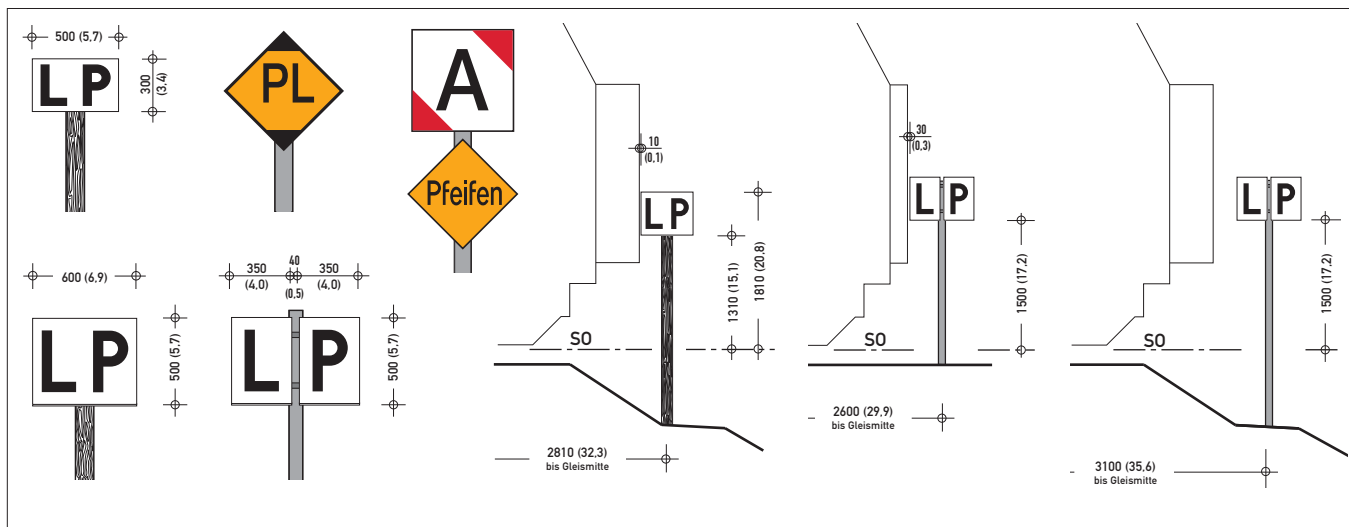 500 (5,7)
300
(3,4)
L P
PL
A
Pfeifen
600 (6,9)
500 (5,7)
L P
350
(4,0)
40
(0,5)
350
(4,0)
500 (5,7)
L P
10
(0,1)
L P
1310 (15,1)
1810 (20,8)
SO
2810 (32,3)
bis Gleismitte
30
(0,3)
L P
1500 (17,2)
SO
2600 (29,9)
bis Gleismitte
L P
1500 (17,2)
SO
3100 (35,6)
bis Gleismitte